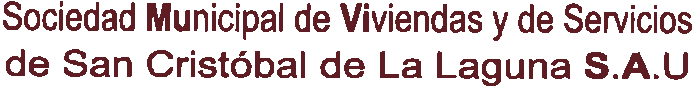 Sociedad Municipal de Viviendas y de Servicios
de San Cristóbal de La Laguna S.A.U